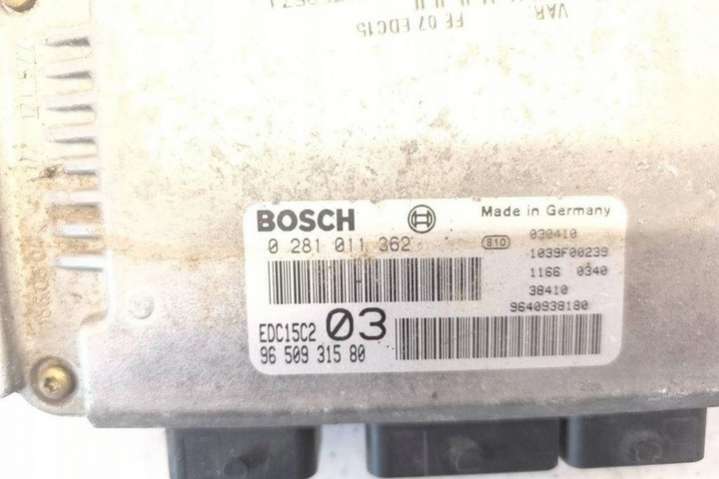 FE 07 EDC15
VAR.
BOSCH
Made in Germany
0 281 011 362
810
030410
1039F00239
1166 0340
38410
9640938180
EDC15C2 03
96 509 315 80